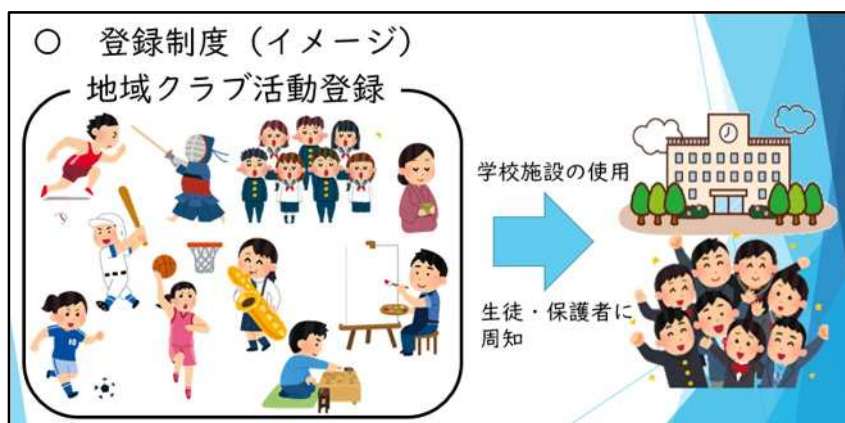 ○ 登録制度（イメージ）
地域クラブ活動登録
学校施設の使用
生徒・保護者に
周知